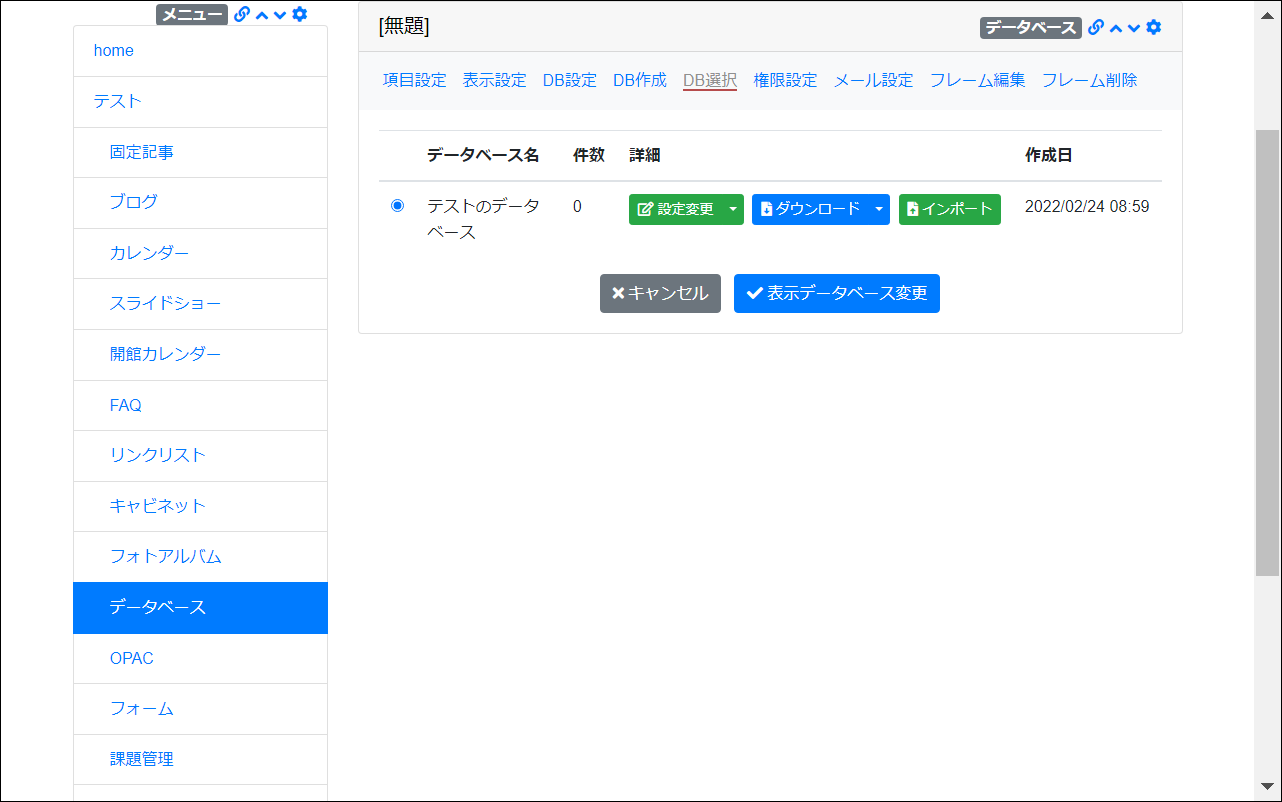 メニュー
home
テスト
固定記事
ブログ
カレンダー
スライドショー
開館カレンダー
FAQ
リンクリスト
キャビネット
フォトアルバム
データベース
OPAC
フォーム
課題管理
[無題]
データベース
項目設定 表示設定 DB設定 DB作成 DB選択 権限設定 メール設定 フレーム編集 フレーム削除
データベース名 件数 詳細 作成日
テストのデータ 0 設定変更 ダウンロード インポート 2022/02/24 08:59
ベース
キャンセル 表示データベース変更